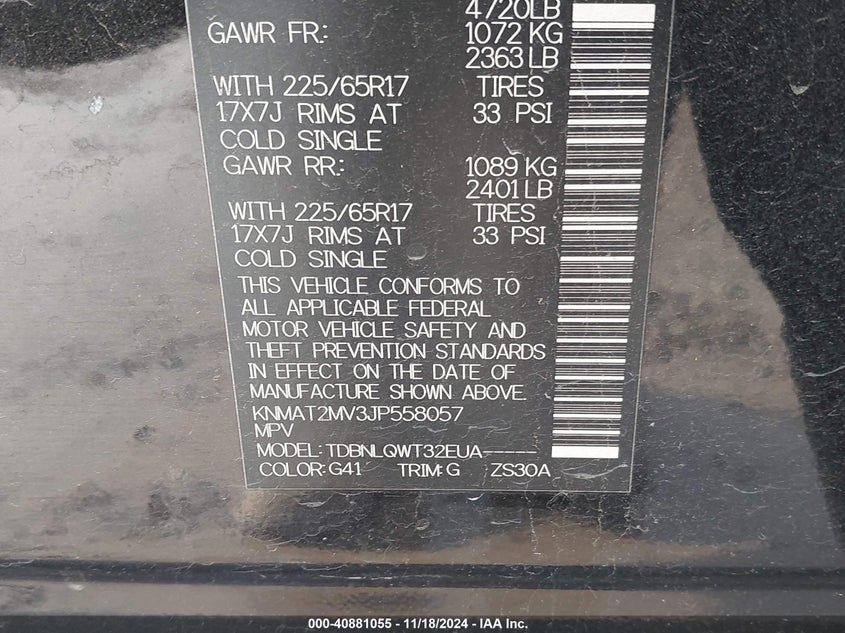 4720LB
GAWR FR: 1072 KG
2363 LB
WITH 225/65R17 TIRES
17X7J RIMS AT 33 PSI
COLD SINGLE
GAWR RR: 1089 KG
2401 LB
WITH 225/65R17 TIRES
17X7J RIMS AT 33 PSI
COLD SINGLE
THIS VEHICLE CONFORMS TO
ALL APPLICABLE FEDERAL
MOTOR VEHICLE SAFETY AND
THEFT PREVENTION STANDARDS
IN EFFECT ON THE DATE OF
MANUFACTURE SHOWN ABOVE.
KNMAT2MV3JP558057
MPV
MODEL: TDBNLQWT32EUA-----
COLOR: G41 TRIM: G ZS30A
000-40881055 - 11/18/2024 - IAA Inc.